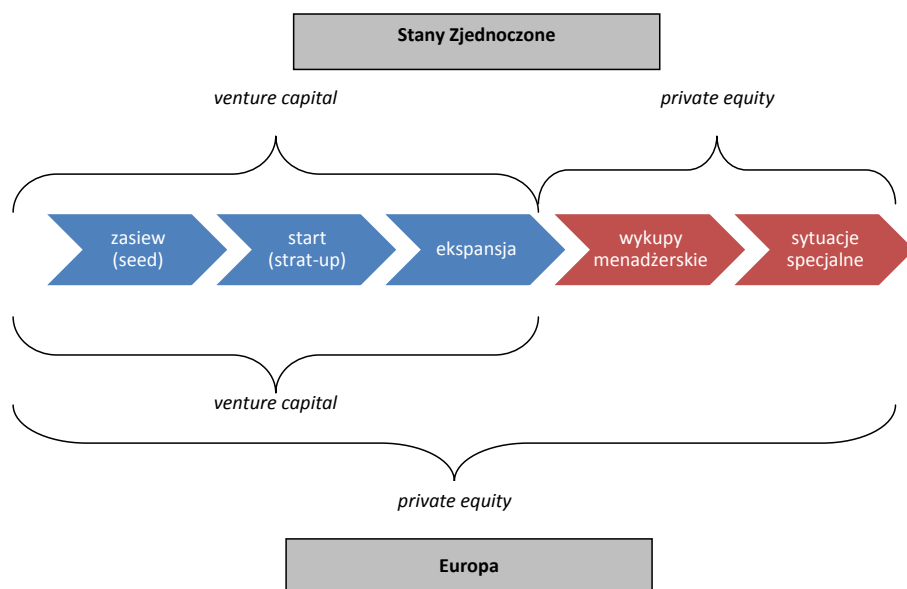 Stany Zjednoczone
venture capital
private equity
zasiew
(seed)
start
(strat-up)
ekspansja
wykupy
menadżerskie
sytuacje
specjalne
venture capital
private equity
Europa